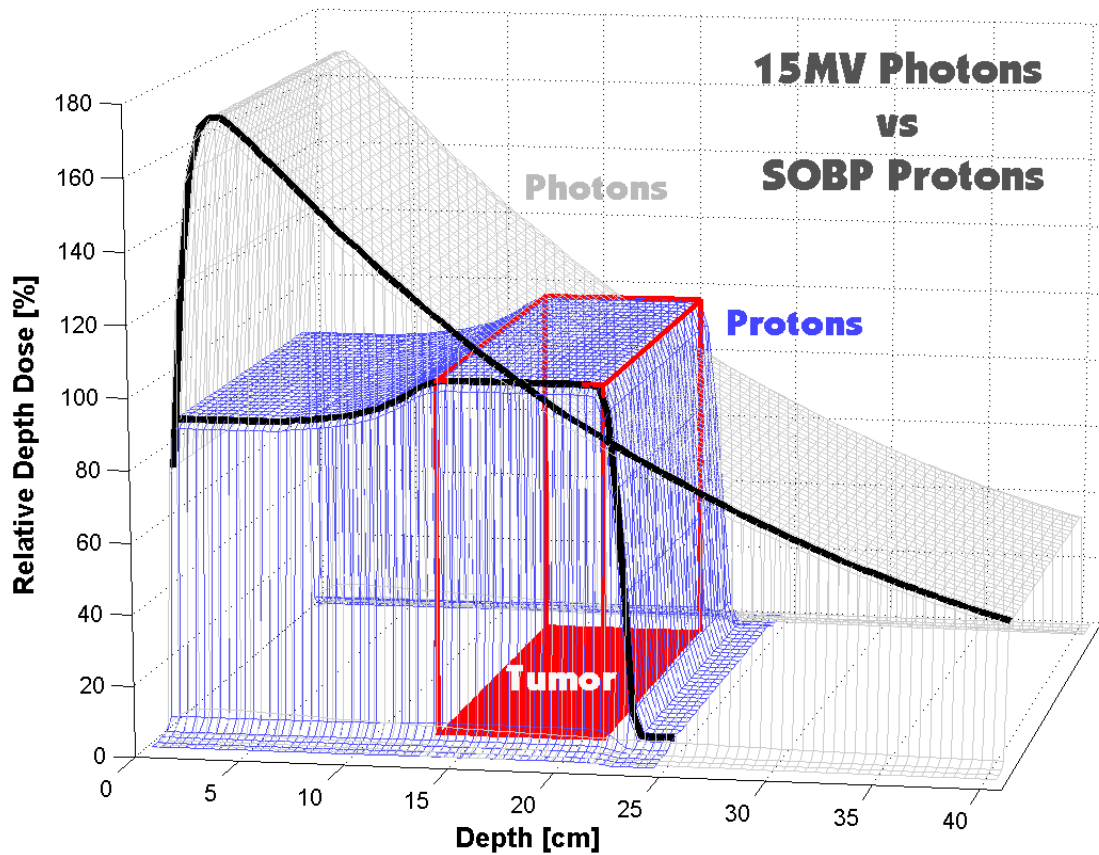 15MV Photons
vs
SOBP Protons
Photons
Protons
Tumor
Relative Depth Dose [%]
180
160
140
120
100
80
60
40
20
0
0
5
10
15
20
25
30
35
40
Depth [cm]